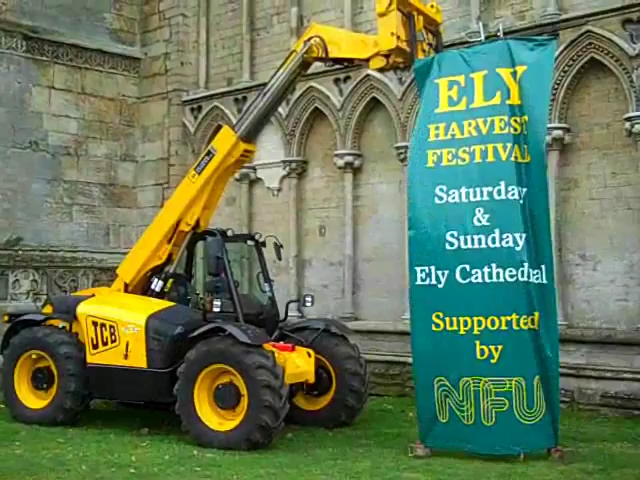 ELY
HARVEST
FESTIVAL
Saturday
&
Sunday
Ely Cathedral
Supported
by
NFU
JCB